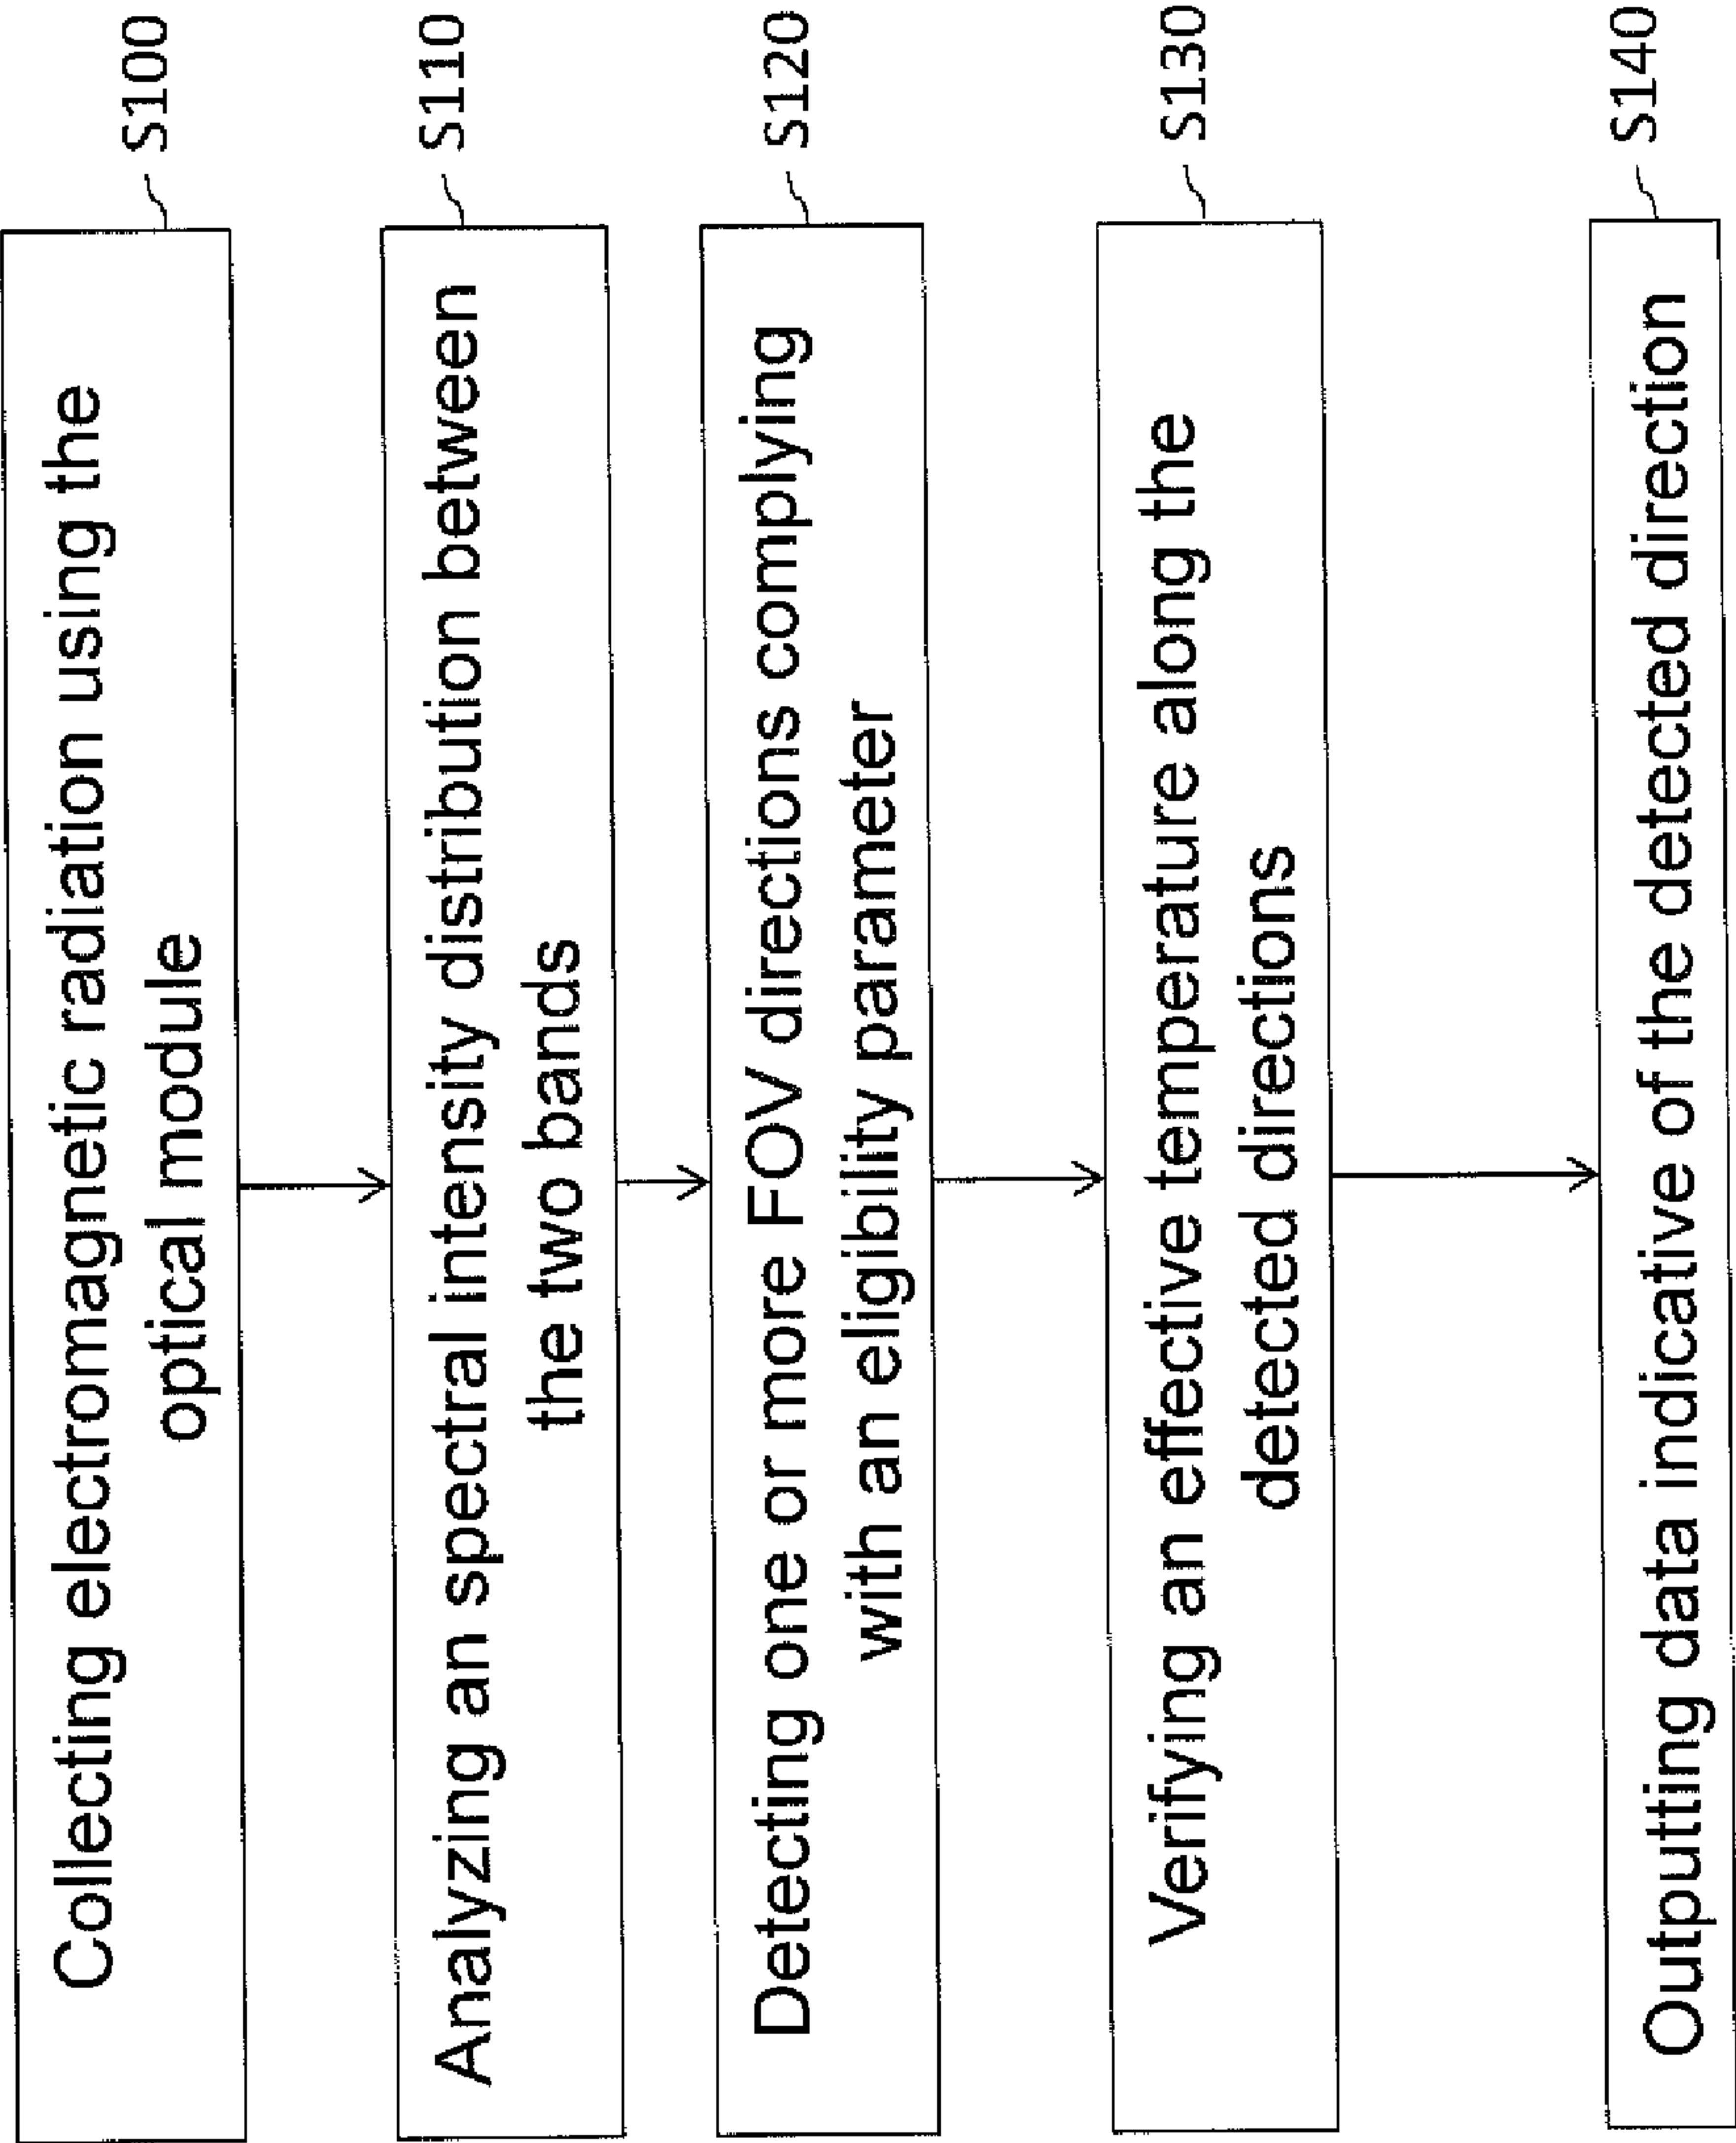 Collecting electromagnetic radiation using the
optical module
S100
Analyzing an spectral intensity distribution between
the two bands
S110
Detecting one or more FOV directions complying
with an eligibility parameter
S120
Verifying an effective temperature along the
detected directions
S130
Outputting data indicative of the detected direction
S140